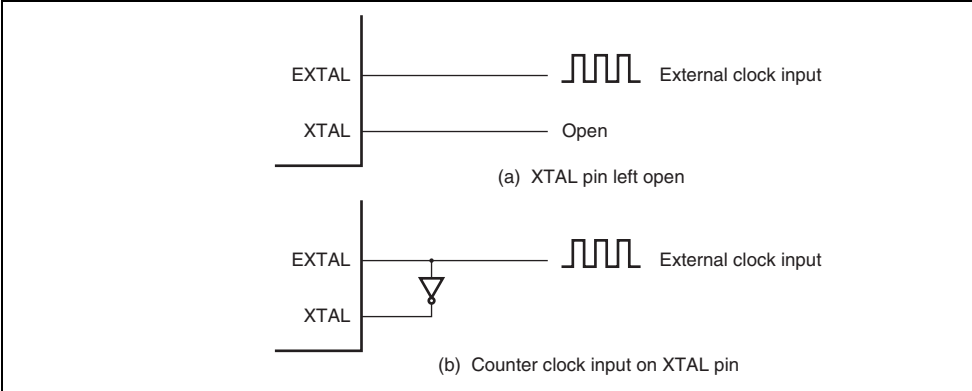 EXTAL External clock input
XTAL Open
(a) XTAL pin left open
EXTAL External clock input
XTAL
(b) Counter clock input on XTAL pin